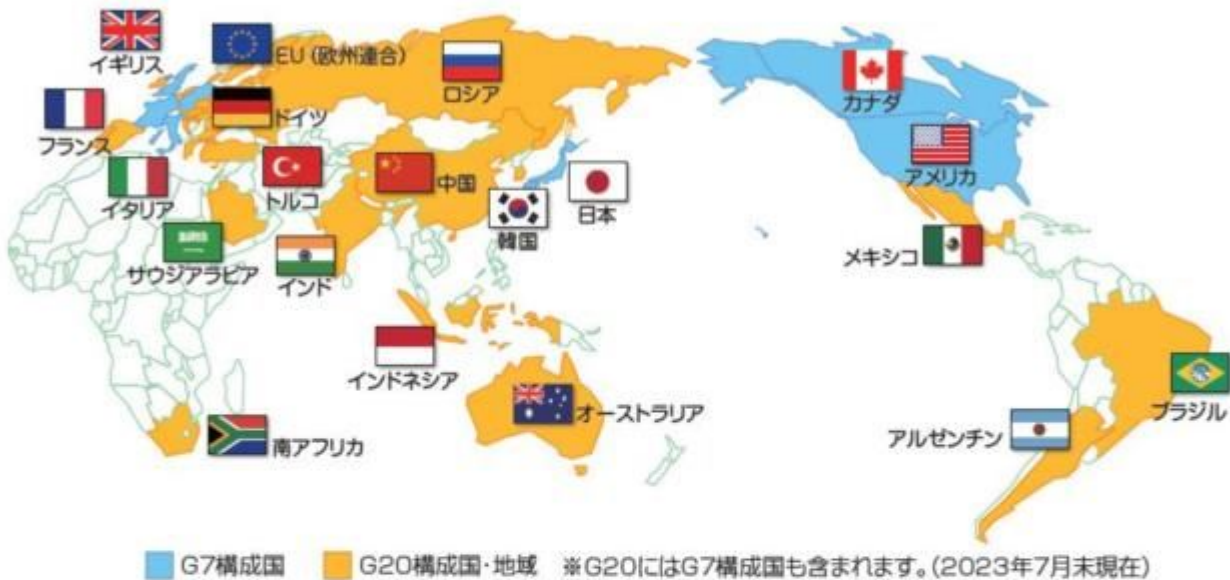 イギリス
EU(欧州連合)
ロシア
カナダ
フランス
ドイツ
アメリカ
イタリア
トルコ
中国
韓国
日本
サウジアラビア
インド
メキシコ
インドネシア
オーストラリア
ブラジル
南アフリカ
アルゼンチン
G7構成国 G20構成国・地域 ※G20にはG7構成国も含まれます。(2023年7月末現在)